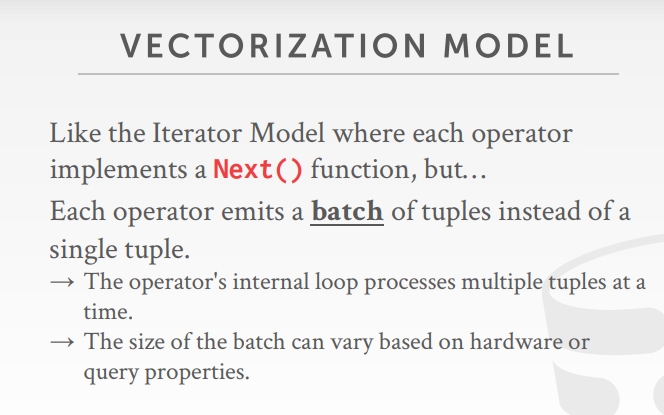 VECTORIZATION MODEL
Like the Iterator Model where each operator
implements a Next() function, but…
Each operator emits a batch of tuples instead of a
single tuple.
→ The operator's internal loop processes multiple tuples at a
time.
→ The size of the batch can vary based on hardware or
query properties.